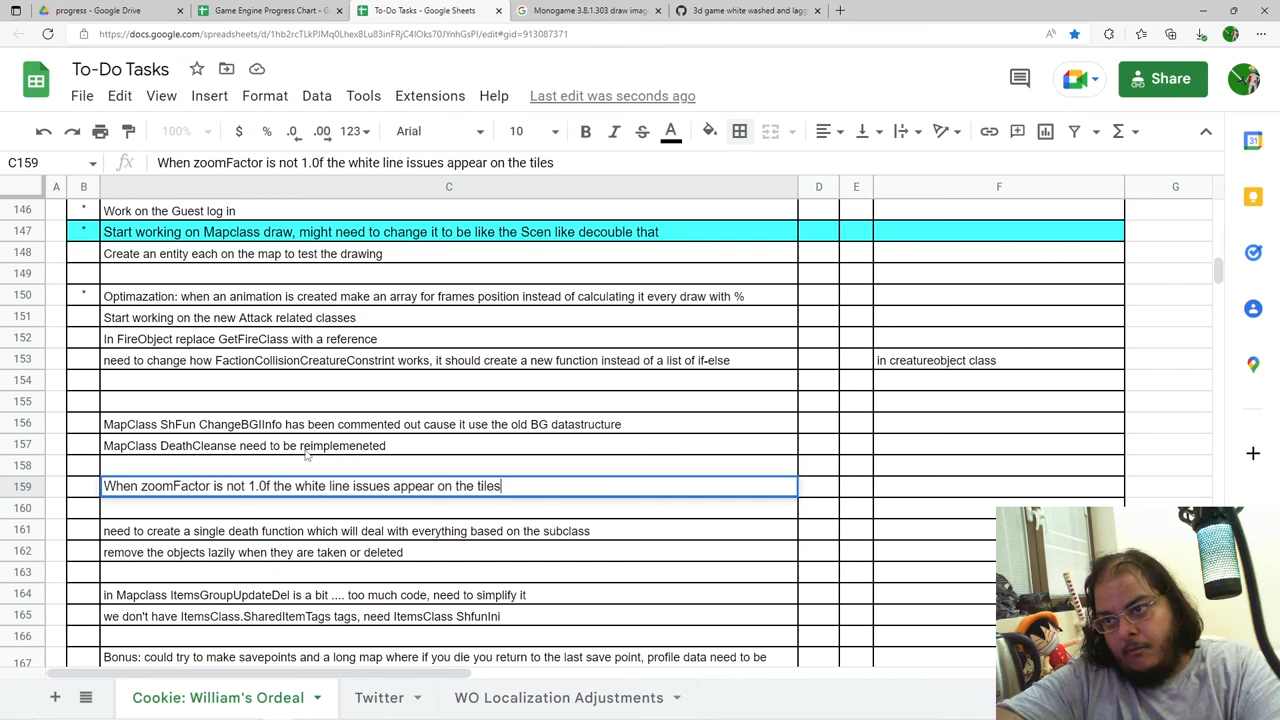 progress - Google Drive
Game Engine Progress Chart - G
To-Do Tasks - Google Sheets
Monogame 3.8.1.303 draw imag
3d game white washed and lagg
https://docs.google.com/spreadsheets/d/1hb2rcTLkPJMq0Lhex8Lu83inFRjC4lOks70JYnhGsPI/edit#gid=913087371
To-Do Tasks
Share
File Edit View Insert Format Data Tools Extensions Help Last edit was seconds ago
100% $ % .0 .00 123 Arial 10 B I S A
C159 fx When zoomFactor is not 1.0f the white line issues appear on the tiles
A B C D E F G
146 * Work on the Guest log in
147 * Start working on Mapclass draw, might need to change it to be like the Scen like decouble that
148 Create an entity each on the map to test the drawing
149
150 * Optimazation: when an animation is created make an array for frames position instead of calculating it every draw with %
151 Start working on the new Attack related classes
152 In FireObject replace GetFireClass with a reference
153 need to change how FactionCollisionCreatureConstrint works, it should create a new function instead of a list of if-else in creatureobject class
154
155
156 MapClass ShFun ChangeBGIInfo has been commented out cause it use the old BG datastructure
157 MapClass DeathCleanse need to be reimplemeneted
158
159 When zoomFactor is not 1.0f the white line issues appear on the tiles
160
161 need to create a single death function which will deal with everything based on the subclass
162 remove the objects lazily when they are taken or deleted
163
164 in Mapclass ItemsGroupUpdateDel is a bit .... too much code, need to simplify it
165 we don't have ItemsClass.SharedItemTags tags, need ItemsClass ShfunIni
166
167 Bonus: could try to make savepoints and a long map where if you die you return to the last save point, profile data need to be
Cookie: William's Ordeal Twitter WO Localization Adjustments